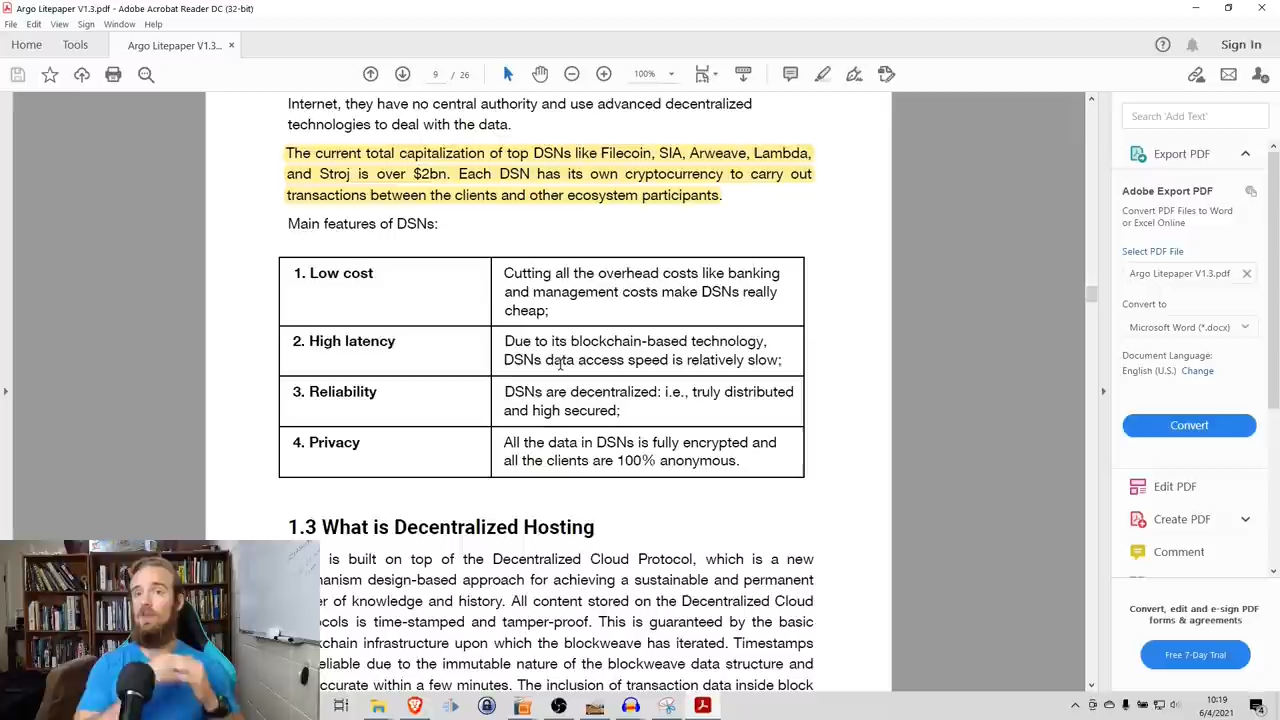 Argo Litepaper V1.3.pdf - Adobe Acrobat Reader DC (32-bit)
File Edit View Sign Window Help
Home Tools Argo Litepaper V1.3... × Sign In
9 / 26 100%
Internet, they have no central authority and use advanced decentralized
technologies to deal with the data.
The current total capitalization of top DSNs like Filecoin, SIA, Arweave, Lambda,
and Stroj is over $2bn. Each DSN has its own cryptocurrency to carry out
transactions between the clients and other ecosystem participants.
Main features of DSNs:
1. Low cost
Cutting all the overhead costs like banking
and management costs make DSNs really
cheap;
2. High latency
Due to its blockchain-based technology,
DSNs data access speed is relatively slow;
3. Reliability
DSNs are decentralized: i.e., truly distributed
and high secured;
4. Privacy
All the data in DSNs is fully encrypted and
all the clients are 100% anonymous.
1.3 What is Decentralized Hosting
is built on top of the Decentralized Cloud Protocol, which is a new
design-based approach for achieving a sustainable and permanent
of knowledge and history. All content stored on the Decentralized Cloud
is time-stamped and tamper-proof. This is guaranteed by the basic
infrastructure upon which the blockweave has iterated. Timestamps
due to the immutable nature of the blockweave data structure and
within a few minutes. The inclusion of transaction data inside block
Search 'Add Text'
Export PDF
Adobe Export PDF
Convert PDF Files to Word
or Excel Online
Select PDF File
Argo Litepaper V1.3.pdf ×
Convert to
Microsoft Word (*.docx)
Document Language:
English (U.S.) Change
Convert
Edit PDF
Create PDF
Comment
Convert, edit and e-sign PDF
forms & agreements
Free 7-Day Trial
10:19
6/4/2021